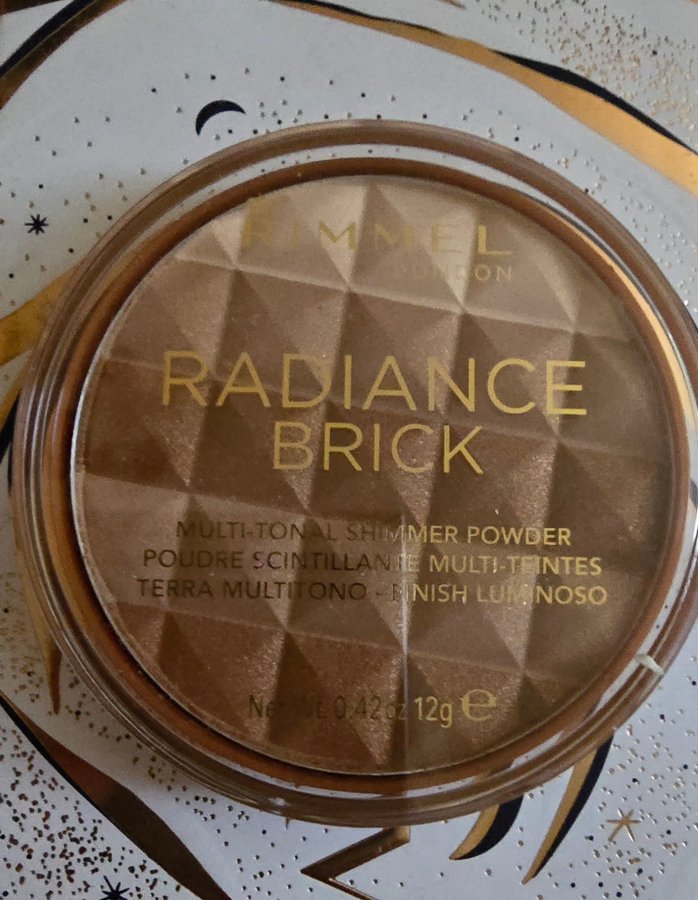 RIMMEL
LONDON
RADIANCE
BRICK
MULTI-TONAL SHIMMER POWDER
POUDRE SCINTILLANTE MULTI-TEINTES
TERRA MULTITONO - FINISH LUMINOSO
Net Wt. 0.42 oz 12g ℮